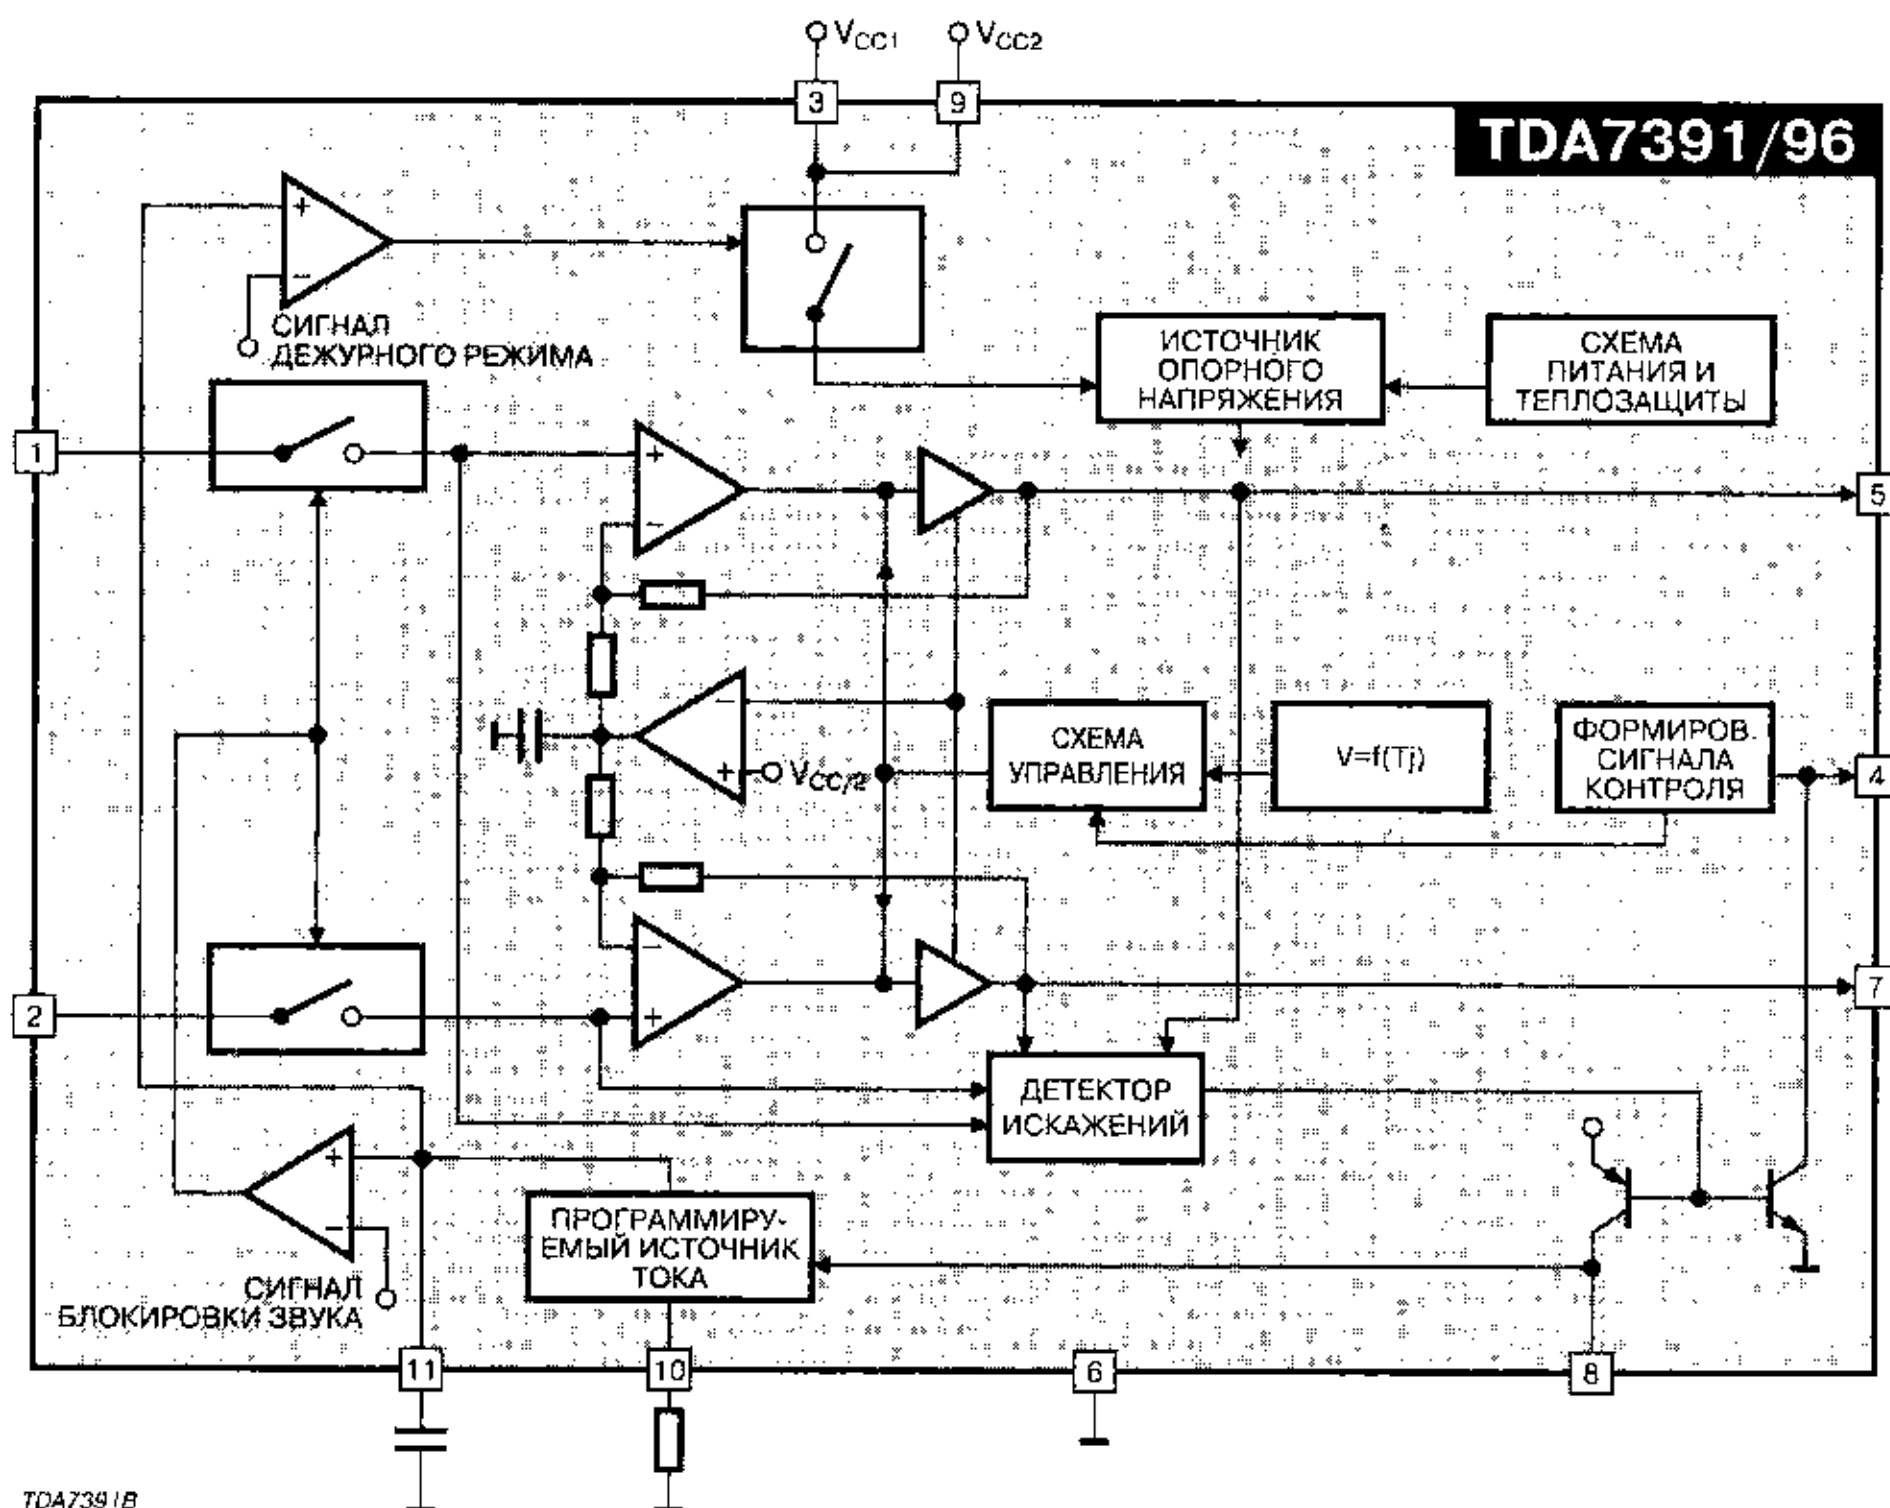 VCC1
VCC2
3
9
TDA7391/96
+
−
СИГНАЛ
ДЕЖУРНОГО РЕЖИМА
ИСТОЧНИК
ОПОРНОГО
НАПРЯЖЕНИЯ
СХЕМА
ПИТАНИЯ И
ТЕПЛОЗАЩИТЫ
1
+
−
5
−
+
VCC/2
СХЕМА
УПРАВЛЕНИЯ
V=f(Tj)
ФОРМИРОВ.
СИГНАЛА
КОНТРОЛЯ
4
−
+
7
2
ДЕТЕКТОР
ИСКАЖЕНИЙ
+
−
ПРОГРАММИРУ-
ЕМЫЙ ИСТОЧНИК
ТОКА
СИГНАЛ
БЛОКИРОВКИ ЗВУКА
11
10
6
8
TDA7391B